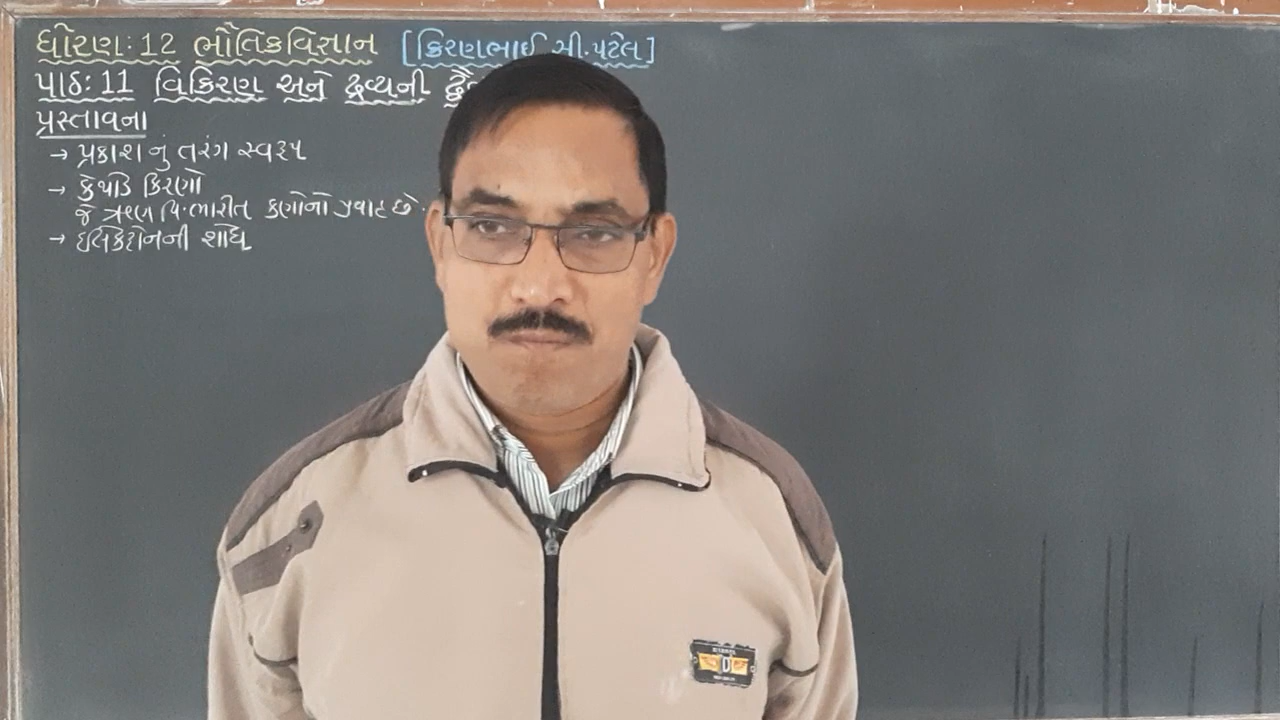 ધોરણ: 12 ભૌતિકવિજ્ઞાન [કિરણભાઈ સી. પટેલ]
પાઠ: 11 વિકિરણ અને દ્રવ્યની
પ્રસ્તાવના
→ પ્રકાશનું તરંગ સ્વરૂપ
→ કેથોડ કિરણો
જે ઋણ વિ.ભારીત કણોનો પ્રવાહ છે.
→ ઇલેક્ટ્રોનની શોધ